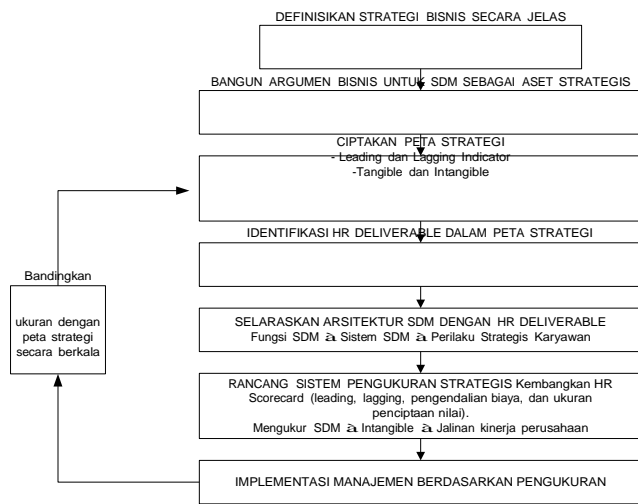 DEFINISIKAN STRATEGI BISNIS SECARA JELAS
BANGUN ARGUMEN BISNIS UNTUK SDM SEBAGAI ASET STRATEGIS
CIPTAKAN PETA STRATEGI
- Leading dan Lagging Indicator
-Tangible dan Intangible
IDENTIFIKASI HR DELIVERABLE DALAM PETA STRATEGI
Bandingkan
ukuran dengan
peta strategi
secara berkala
SELARASKAN ARSITEKTUR SDM DENGAN HR DELIVERABLE
Fungsi SDM à Sistem SDM à Perilaku Strategis Karyawan
RANCANG SISTEM PENGUKURAN STRATEGIS Kembangkan HR
Scorecard (leading, lagging, pengendalian biaya, dan ukuran
penciptaan nilai).
Mengukur SDM à Intangible à Jalinan kinerja perusahaan
IMPLEMENTASI MANAJEMEN BERDASARKAN PENGUKURAN